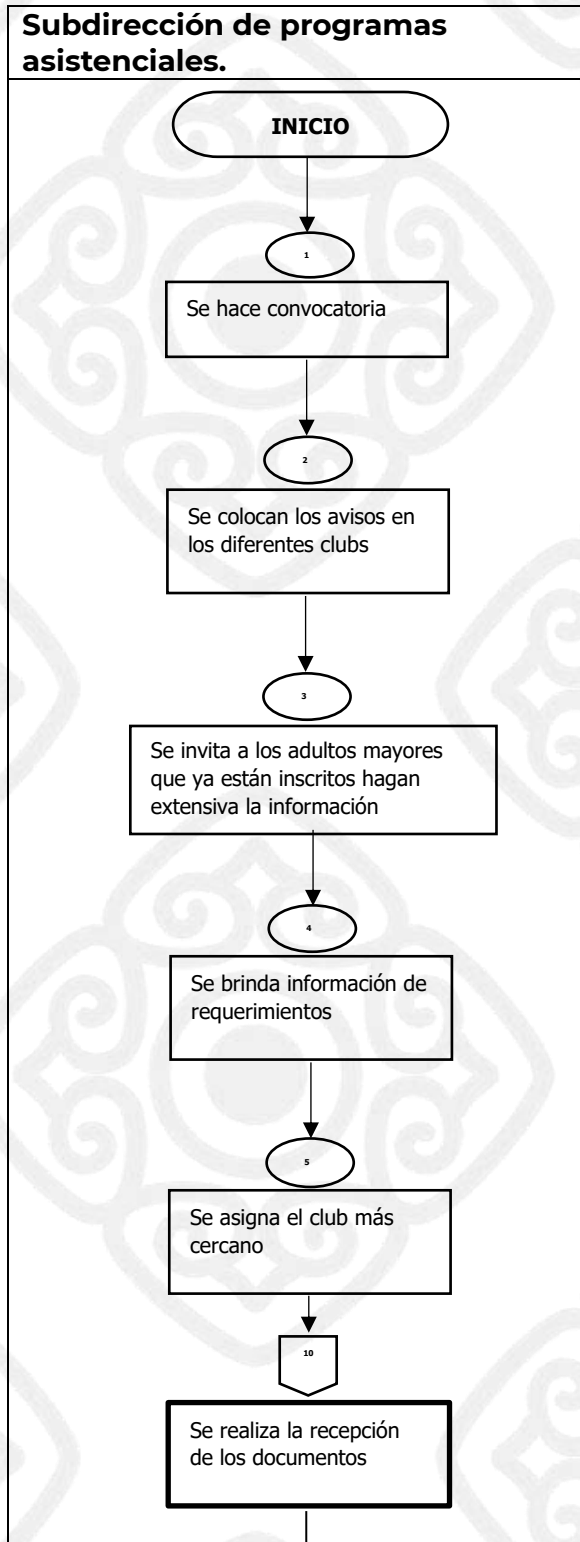 Subdirección de programas
asistenciales.
INICIO
1
Se hace convocatoria
2
Se colocan los avisos en
los diferentes clubs
3
Se invita a los adultos mayores
que ya están inscritos hagan
extensiva la información
4
Se brinda información de
requerimientos
5
Se asigna el club más
cercano
10
Se realiza la recepción
de los documentos